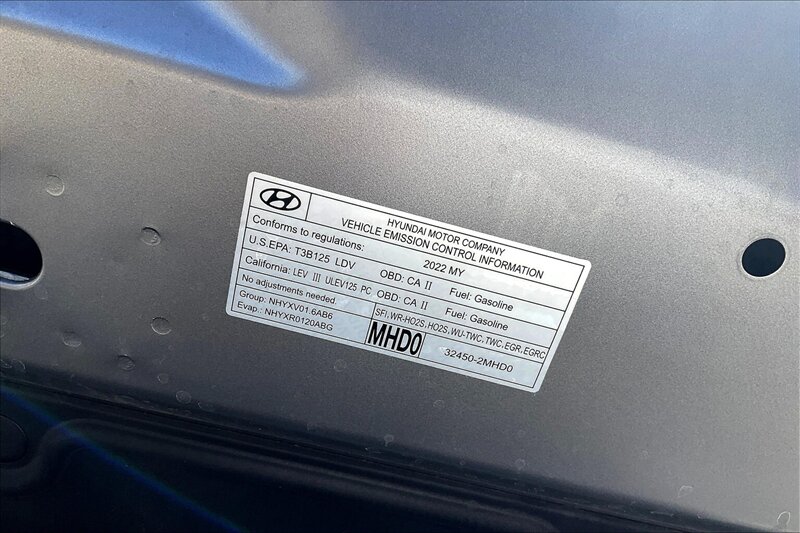 HYUNDAI MOTOR COMPANY
VEHICLE EMISSION CONTROL INFORMATION
Conforms to regulations: 2022 MY
U.S.EPA: T3B125 LDV OBD: CA II Fuel: Gasoline
California: LEV III ULEV125 PC OBD: CA II Fuel: Gasoline
No adjustments needed. SFI, WR-HO2S, HO2S, WU-TWC, TWC, EGR, EGRC
Group: NHYXV01.6AB6
Evap: NHYXR0120ABG
MHD0 32450-2MHD0